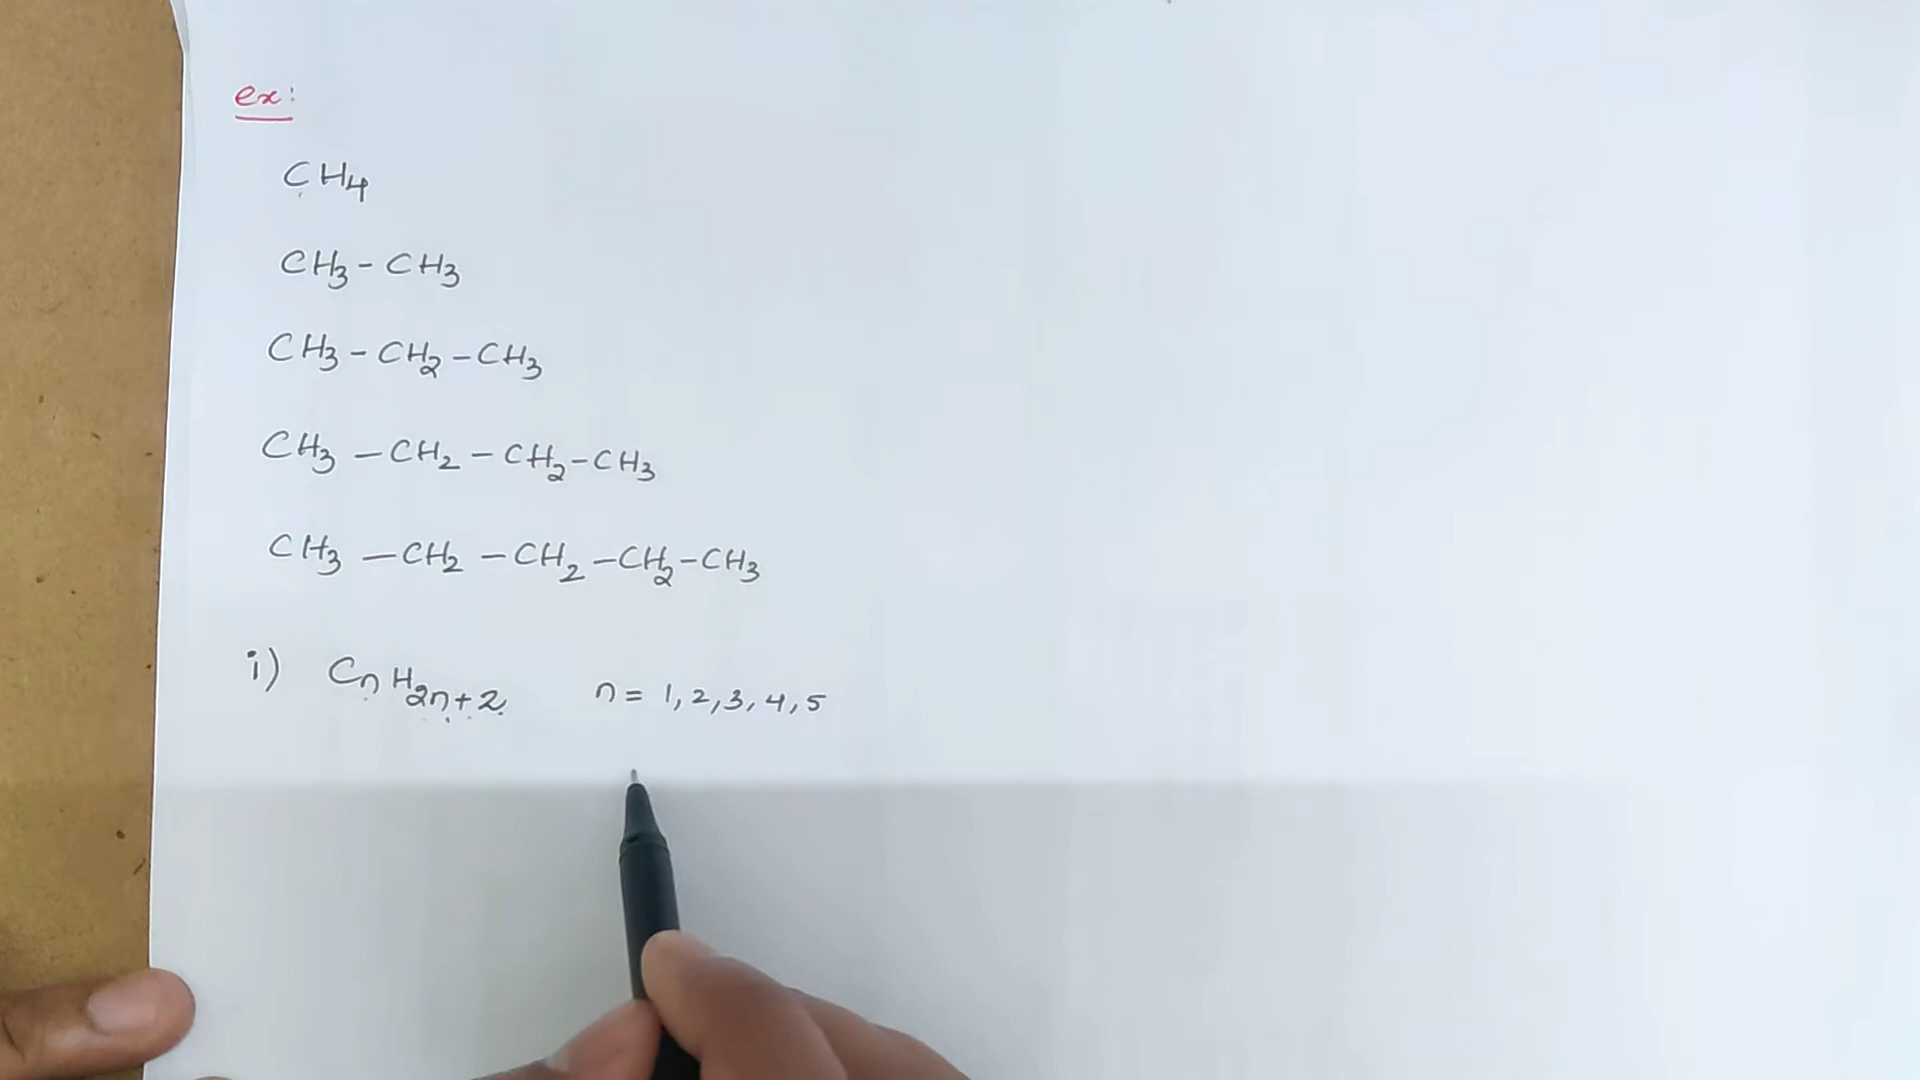 ex:
CH₄
CH₃ - CH₃
CH₃ - CH₂ - CH₃
CH₃ - CH₂ - CH₂ - CH₃
CH₃ - CH₂ - CH₂ - CH₂ - CH₃
i) CₙH₂ₙ₊₂ n = 1, 2, 3, 4, 5